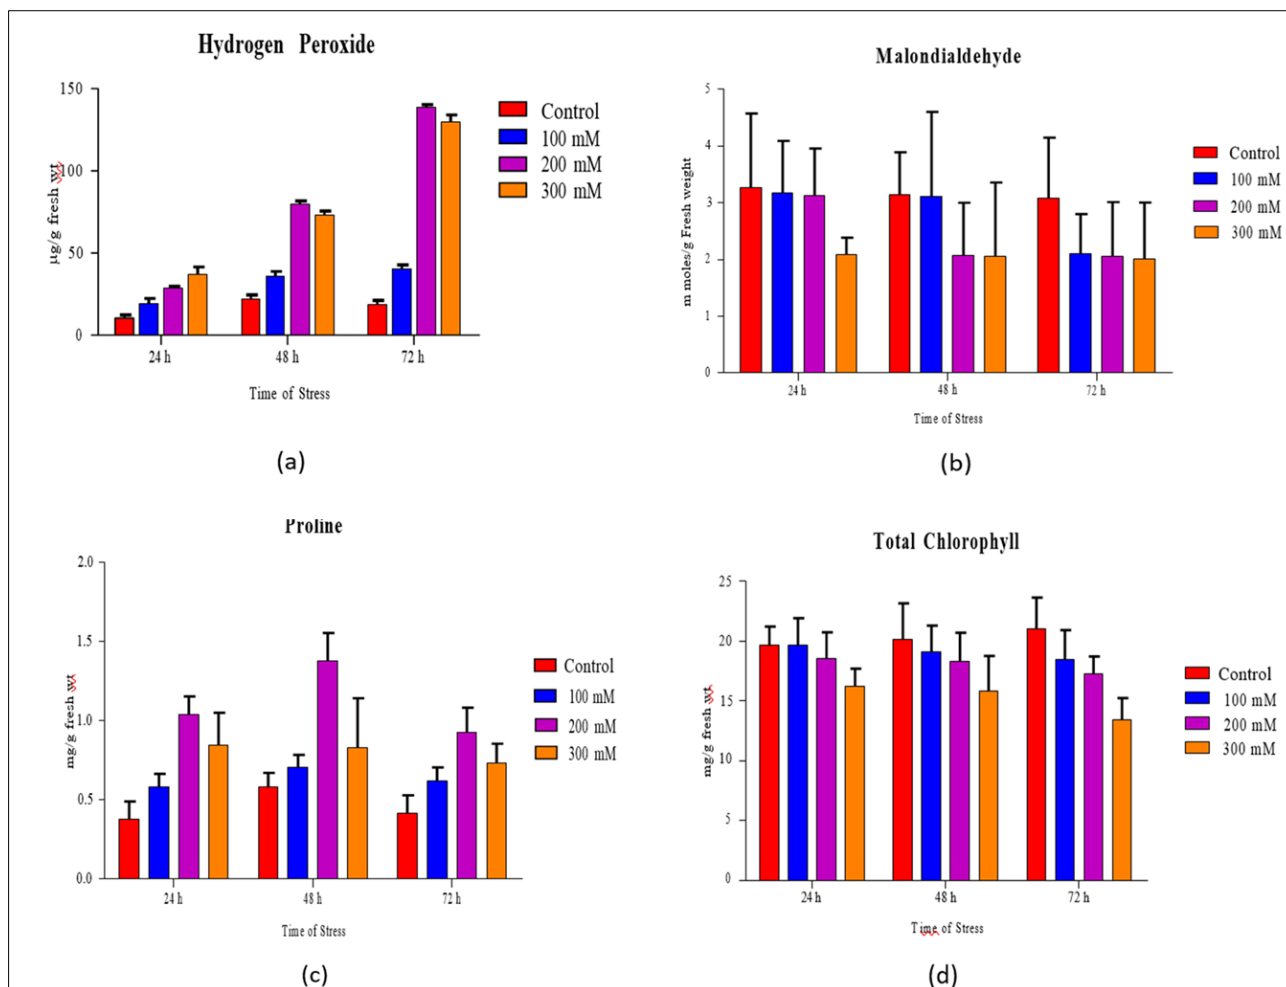 Hydrogen Peroxide
150
100
50
0
µg/g fresh wt
24 h
48 h
72 h
Time of Stress
Control
100 mM
200 mM
300 mM
(a)
Malondialdehyde
5
4
3
2
1
0
m moles/g Fresh weight
24 h
48 h
72 h
Time of Stress
Control
100 mM
200 mM
300 mM
(b)
Proline
2.0
1.5
1.0
0.5
0.0
mg/g fresh wt
24 h
48 h
72 h
Time of Stress
Control
100 mM
200 mM
300 mM
(c)
Total Chlorophyll
25
20
15
10
5
0
mg/g fresh wt
24 h
48 h
72 h
Time of Stress
Control
100 mM
200 mM
300 mM
(d)